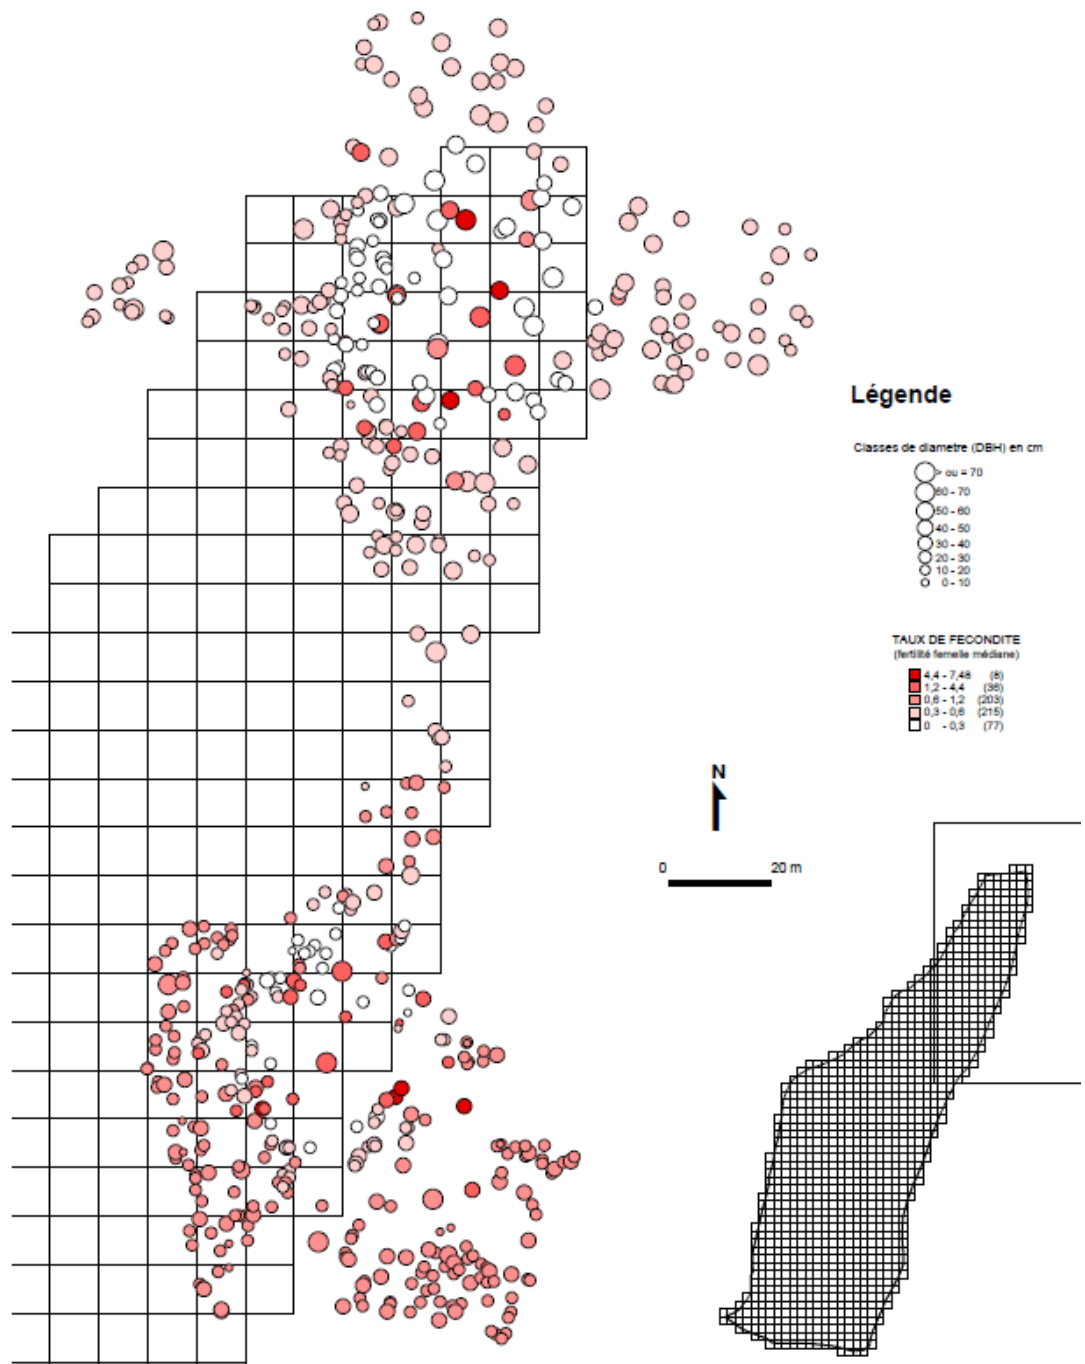 Légende
Classes de diametre (DBH) en cm
> ou = 70
60 - 70
50 - 60
40 - 50
30 - 40
20 - 30
10 - 20
0 - 10
TAUX DE FECONDITE
(fertilité femelle médiane)
4,4 - 7,48 (8)
1,2 - 4,4 (36)
0,6 - 1,2 (203)
0,3 - 0,6 (215)
0 - 0,3 (77)
N
0 20 m